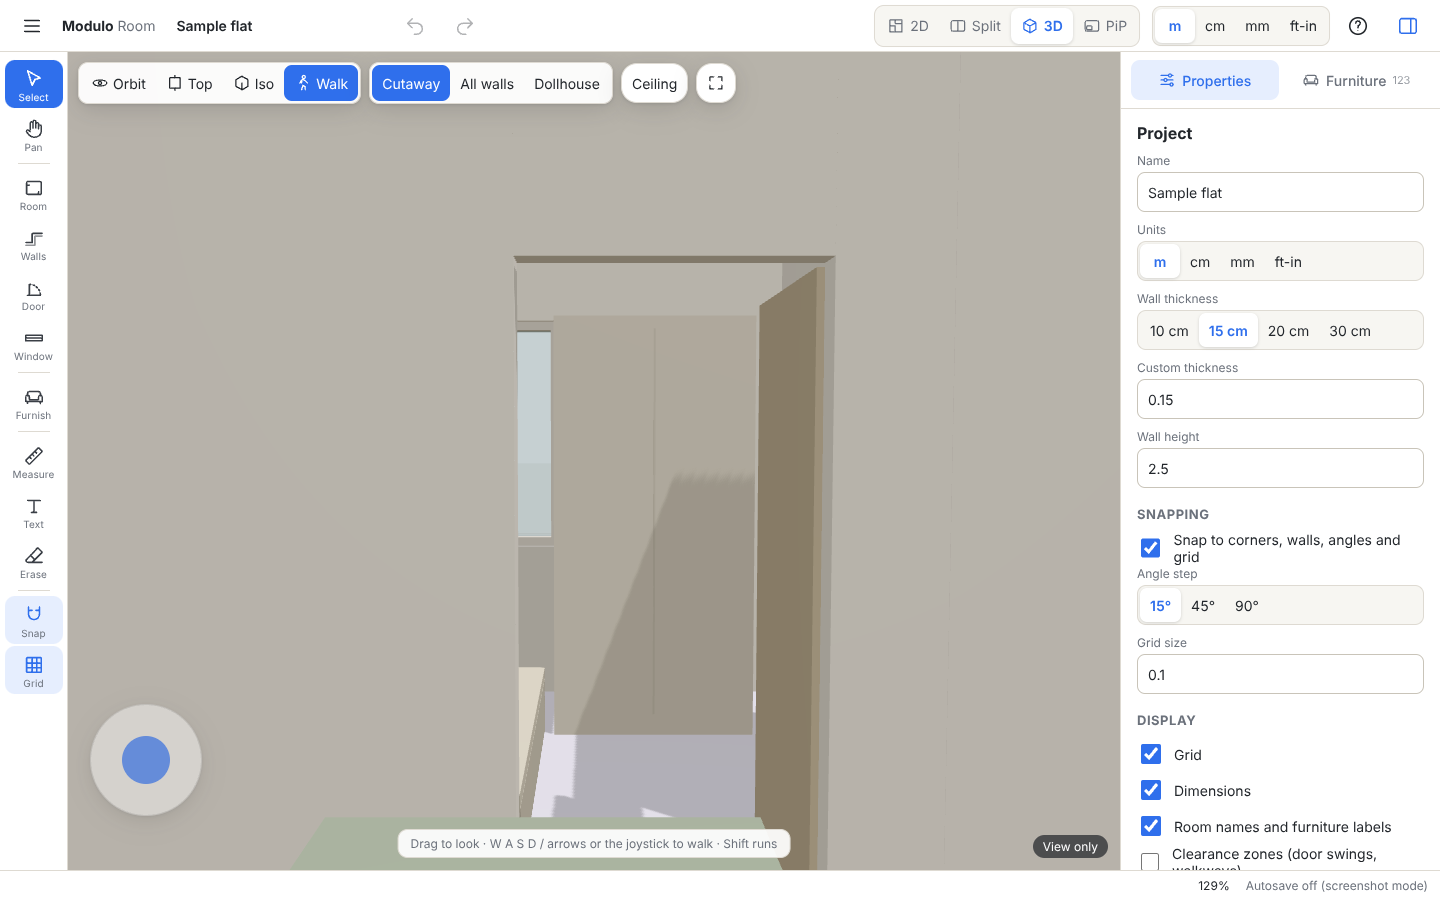 Modulo Room Sample flat
2D Split 3D PiP
m cm mm ft-in
Orbit Top Iso Walk
Cutaway All walls Dollhouse
Ceiling
Select
Pan
Room
Walls
Door
Window
Furnish
Measure
Text
Erase
Snap
Grid
Properties
Furniture 123
Project
Name
Sample flat
Units
m cm mm ft-in
Wall thickness
10 cm 15 cm 20 cm 30 cm
Custom thickness
0.15
Wall height
2.5
SNAPPING
Snap to corners, walls, angles and
grid
Angle step
15° 45° 90°
Grid size
0.1
DISPLAY
Grid
Dimensions
Room names and furniture labels
Clearance zones (door swings,
walkways)
Drag to look · W A S D / arrows or the joystick to walk · Shift runs
View only
129% Autosave off (screenshot mode)